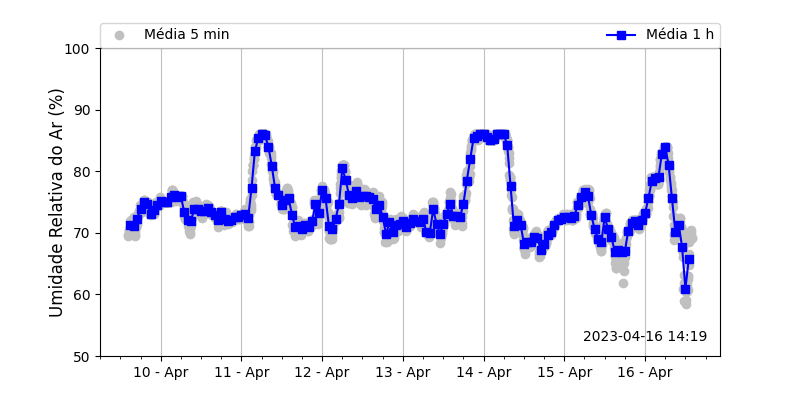 Média 5 min
Média 1 h
Umidade Relativa do Ar (%)
100
90
80
70
60
50
2023-04-16 14:19
10 - Apr
11 - Apr
12 - Apr
13 - Apr
14 - Apr
15 - Apr
16 - Apr